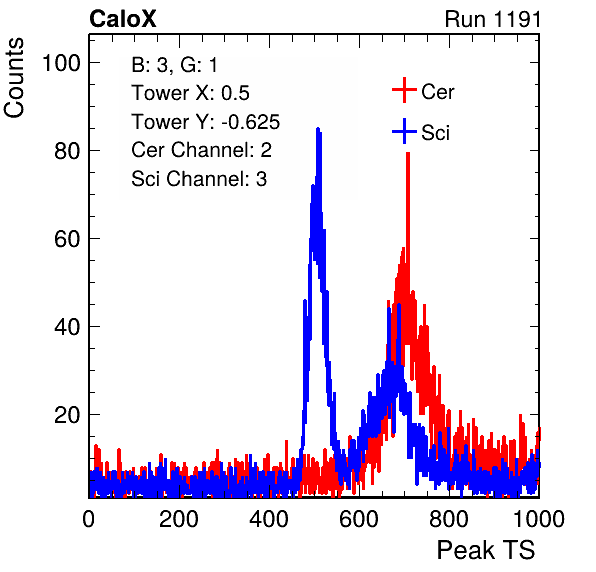 CaloX Run 1191
Counts
100
80
60
40
20
B: 3, G: 1
Tower X: 0.5
Tower Y: -0.625
Cer Channel: 2
Sci Channel: 3
Cer
Sci
0 200 400 600 800 1000
Peak TS